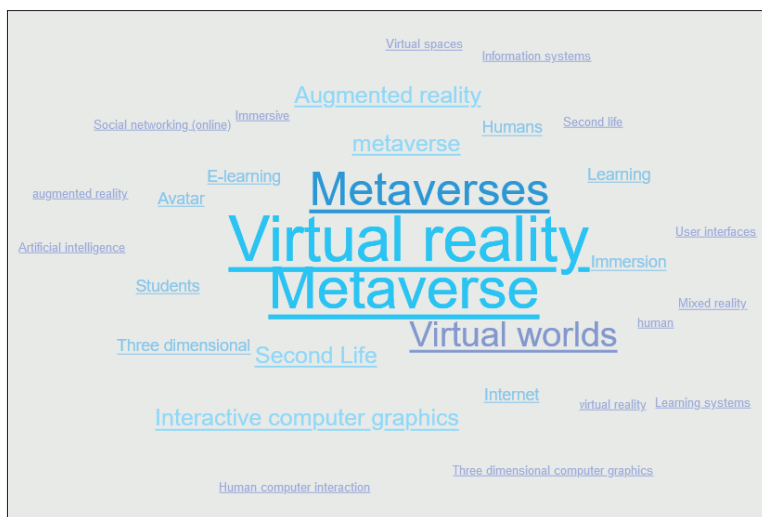 Virtual spaces
Information systems
Augmented reality
Immersive
Social networking (online)
Second life
Humans
metaverse
Learning
E-learning
Metaverses
augmented reality
Avatar
User interfaces
Virtual reality
Artificial intelligence
Immersion
Students
Metaverse
Mixed reality
human
Virtual worlds
Three dimensional
Second Life
Internet
virtual reality
Learning systems
Interactive computer graphics
Three dimensional computer graphics
Human computer interaction